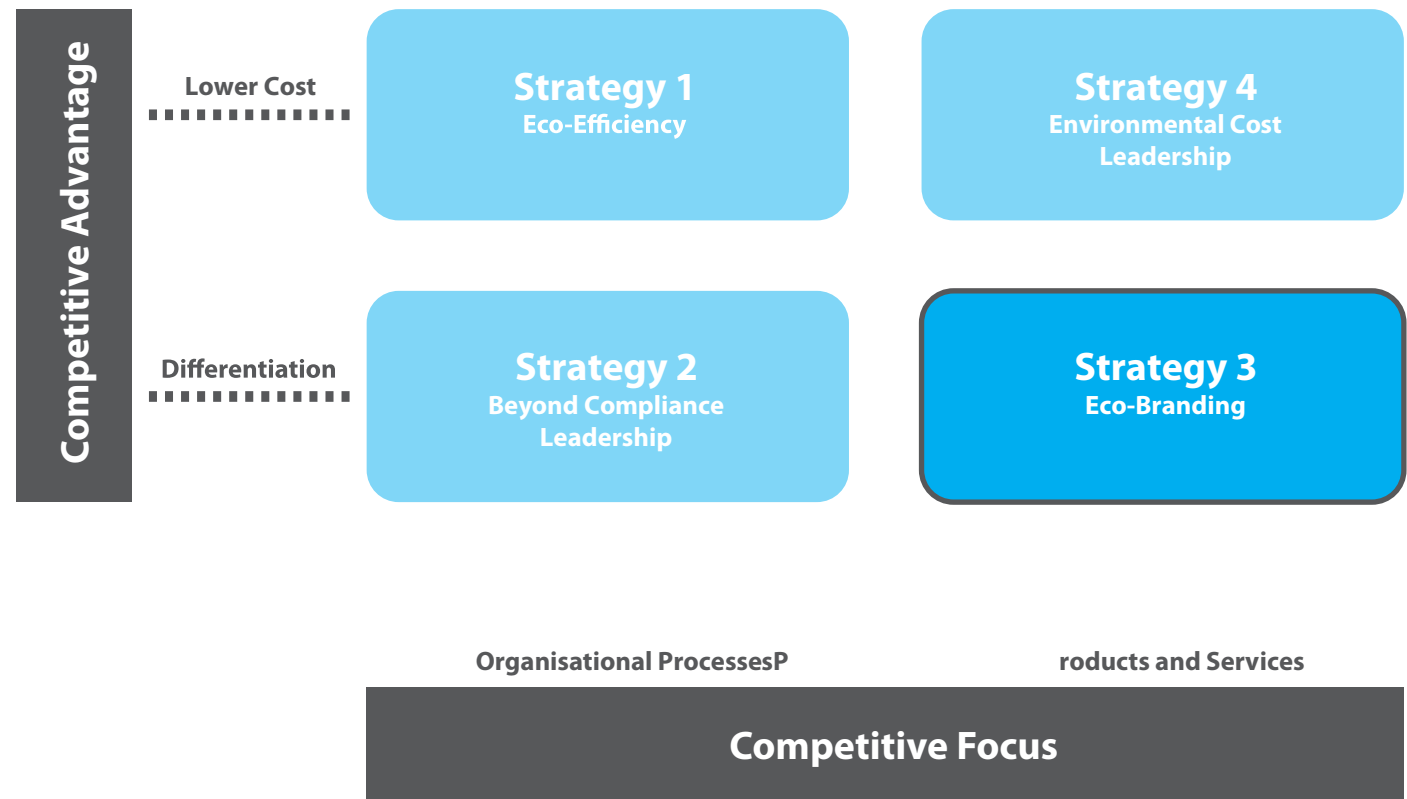 Competitive Advantage
Lower Cost
Strategy 1
Eco-Efficiency
Strategy 4
Environmental Cost
Leadership
Differentiation
Strategy 2
Beyond Compliance
Leadership
Strategy 3
Eco-Branding
Organisational ProcessesP
roducts and Services
Competitive Focus